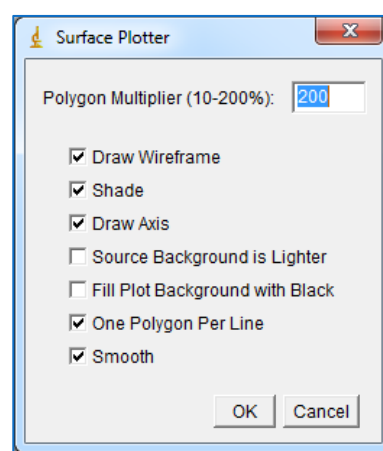 Surface Plotter
Polygon Multiplier (10-200%): 200
Draw Wireframe
Shade
Draw Axis
Source Background is Lighter
Fill Plot Background with Black
One Polygon Per Line
Smooth
OK Cancel